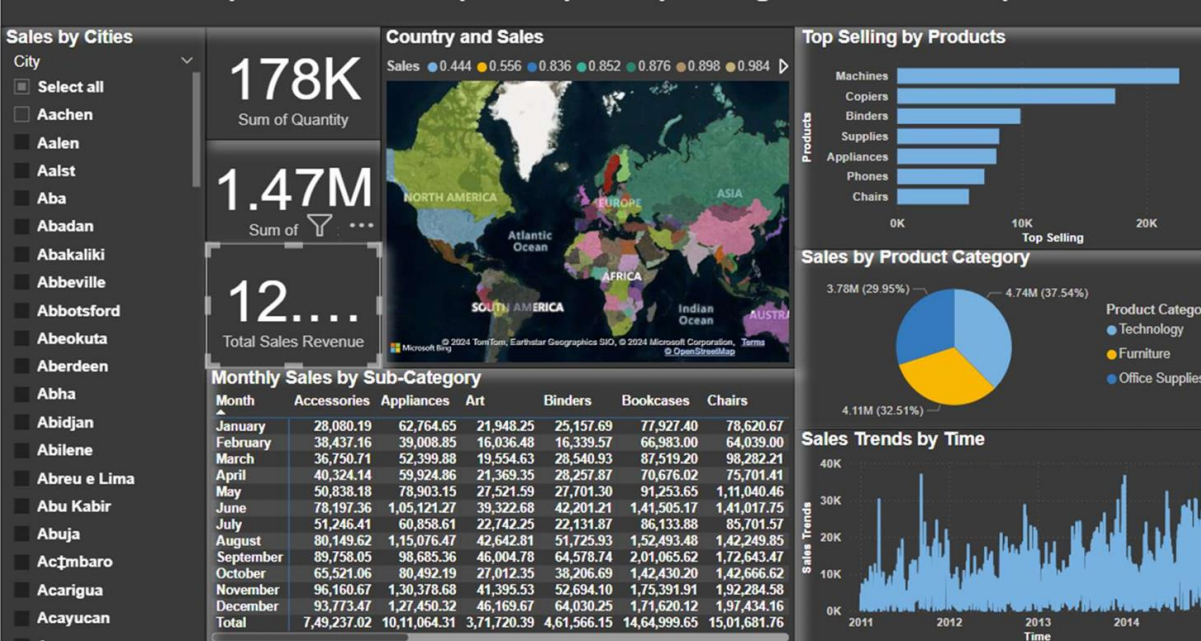 Sales by Cities
City
Select all
Aachen
Aalen
Aalst
Aba
Abadan
Abakaliki
Abbeville
Abbotsford
Abeokuta
Aberdeen
Abha
Abidjan
Abilene
Abreu e Lima
Abu Kabir
Abuja
Ac‡mbaro
Acarigua
Acayucan
178K
Sum of Quantity
1.47M
Sum of
12....
Total Sales Revenue
Country and Sales
Sales 0.444 0.556 0.836 0.852 0.876 0.898 0.984
NORTH AMERICA
EUROPE
ASIA
Atlantic
Ocean
AFRICA
SOUTH AMERICA
Indian
Ocean
AUSTRA
Microsoft Bing
© 2024 TomTom, Earthstar Geographics SIO, © 2024 Microsoft Corporation, Terms
© OpenStreetMap
Monthly Sales by Sub-Category
Month Accessories Appliances Art Binders Bookcases Chairs
January 28,080.19 62,764.65 21,948.25 25,157.69 77,927.40 78,620.67
February 38,437.16 39,008.85 16,036.48 16,339.57 66,983.00 64,039.00
March 36,750.71 52,399.88 19,554.63 28,540.93 87,519.20 98,282.21
April 40,324.14 59,924.86 21,369.35 28,257.87 70,676.02 75,701.41
May 50,838.18 78,903.15 27,521.59 27,701.30 91,253.65 1,11,040.46
June 78,197.36 1,05,121.27 39,322.68 42,201.21 1,41,505.17 1,41,017.75
July 51,246.41 60,858.61 22,742.25 22,131.87 86,133.88 85,701.57
August 80,149.62 1,15,076.47 42,642.81 51,725.93 1,52,493.48 1,42,249.85
September 89,758.05 98,685.36 46,004.78 64,578.74 2,01,065.62 1,72,643.47
October 65,521.06 80,492.19 27,012.35 38,206.69 1,42,430.20 1,42,666.62
November 96,160.67 1,30,378.68 41,395.53 52,694.10 1,75,391.91 1,92,284.58
December 93,773.47 1,27,450.32 46,169.67 64,030.25 1,71,620.12 1,97,434.16
Total 7,49,237.02 10,11,064.31 3,71,720.39 4,61,566.15 14,64,999.65 15,01,681.76
Top Selling by Products
Products
Machines
Copiers
Binders
Supplies
Appliances
Phones
Chairs
0K 10K 20K
Top Selling
Sales by Product Category
3.78M (29.95%)
4.74M (37.54%)
4.11M (32.51%)
Product Catego
Technology
Furniture
Office Supplies
Sales Trends by Time
Sales Trends
40K
30K
20K
10K
0K
2011 2012 2013 2014
Time